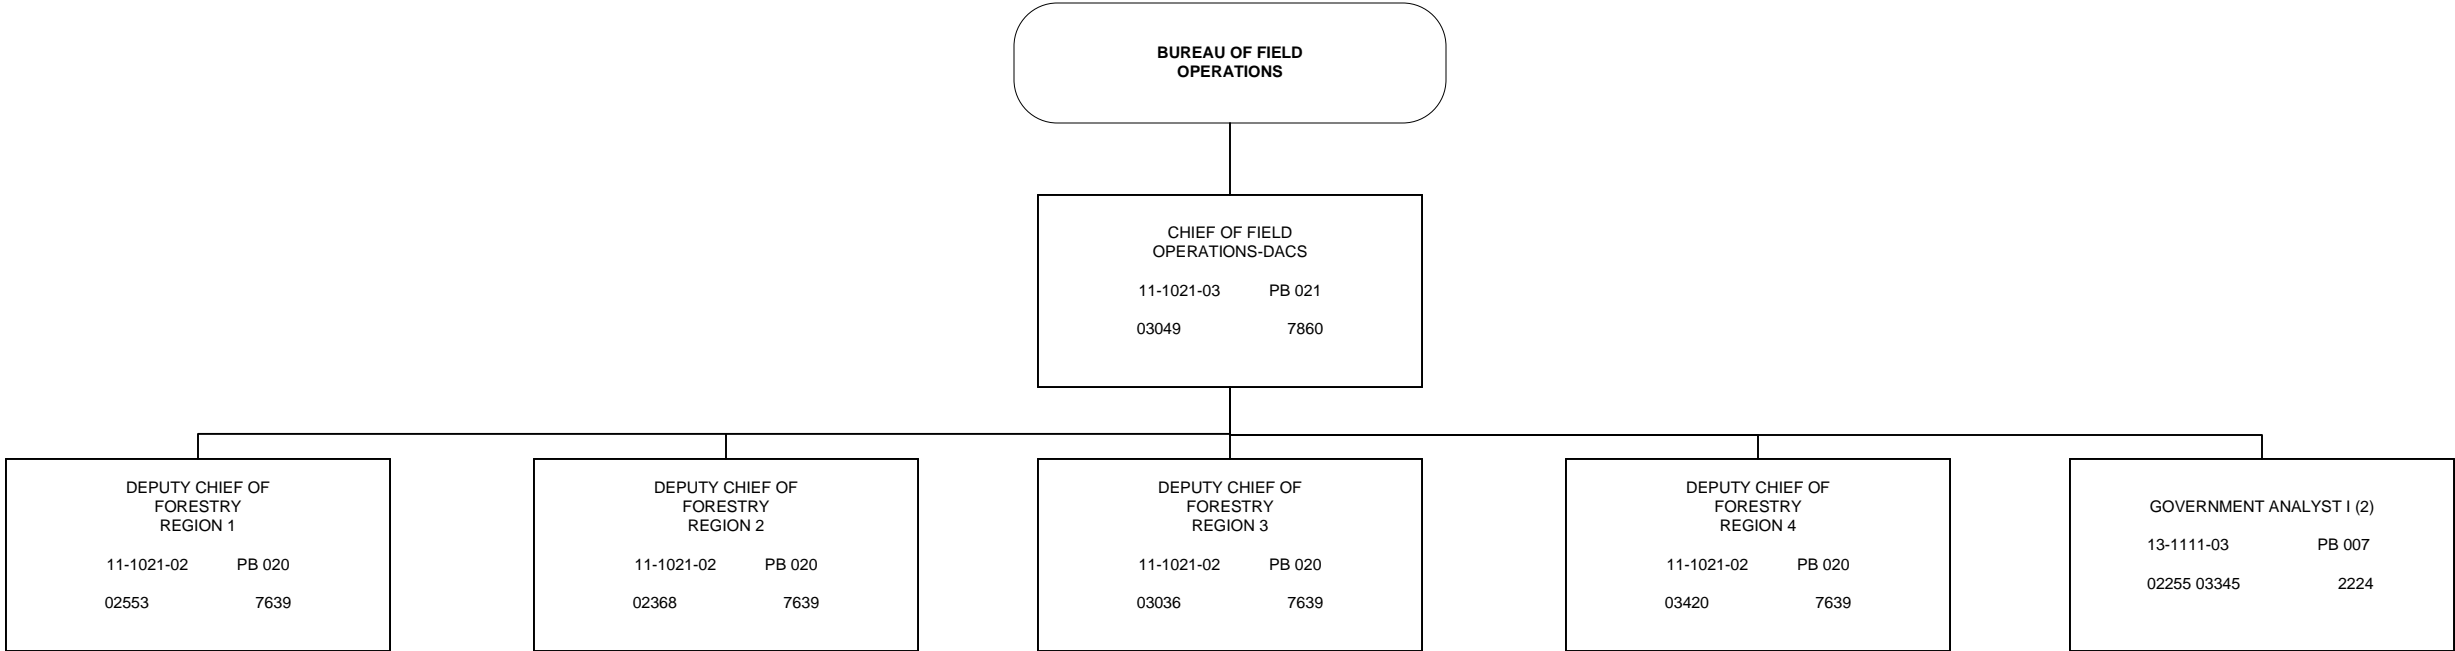 BUREAU OF FIELD
OPERATIONS
CHIEF OF FIELD
OPERATIONS-DACS
11-1021-03 PB 021
03049 7860
DEPUTY CHIEF OF
FORESTRY
REGION 1
11-1021-02 PB 020
02553 7639
DEPUTY CHIEF OF
FORESTRY
REGION 2
11-1021-02 PB 020
02368 7639
DEPUTY CHIEF OF
FORESTRY
REGION 3
11-1021-02 PB 020
03036 7639
DEPUTY CHIEF OF
FORESTRY
REGION 4
11-1021-02 PB 020
03420 7639
GOVERNMENT ANALYST I (2)
13-1111-03 PB 007
02255 03345 2224